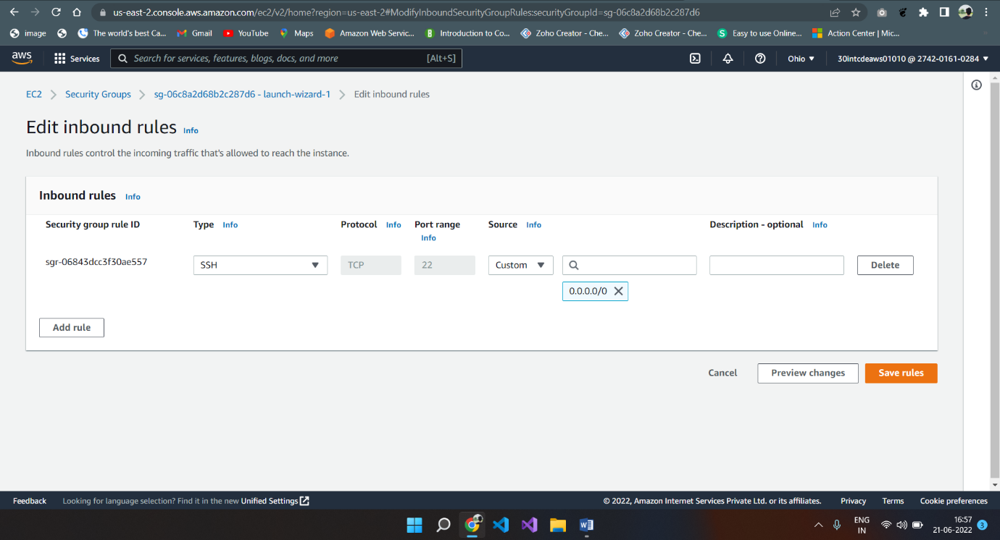 us-east-2.console.aws.amazon.com/ec2/v2/home?region=us-east-2#ModifyInboundSecurityGroupRules:securityGroupId=sg-06c8a2d68b2c287d6
image The world's best Ca... Gmail YouTube Maps Amazon Web Servic... B Introduction to Co... Zoho Creator - Che... Zoho Creator - Che... S Easy to use Online... Action Center | Mic...
aws Services Search for services, features, blogs, docs, and more [Alt+S] Ohio 30intcdeaws01010 @ 2742-0161-0284
EC2 Security Groups sg-06c8a2d68b2c287d6 - launch-wizard-1 Edit inbound rules
Edit inbound rules Info
Inbound rules control the incoming traffic that's allowed to reach the instance.
Inbound rules Info
Security group rule ID Type Info Protocol Info Port range Info Source Info Description - optional Info
sgr-06843dcc3f30ae557 SSH TCP 22 Custom Delete
0.0.0.0/0
Add rule
Cancel Preview changes Save rules
Feedback Looking for language selection? Find it in the new Unified Settings © 2022, Amazon Internet Services Private Ltd. or its affiliates. Privacy Terms Cookie preferences
ENG 16:57
IN 21-06-2022 3